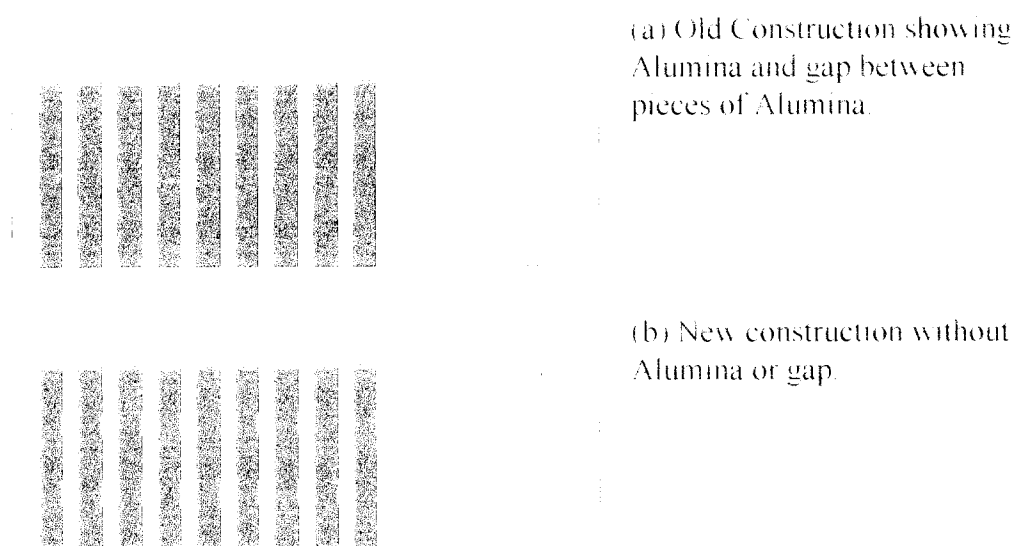 (a) Old Construction showing
Alumina and gap between
pieces of Alumina.
(b) New construction without
Alumina or gap.